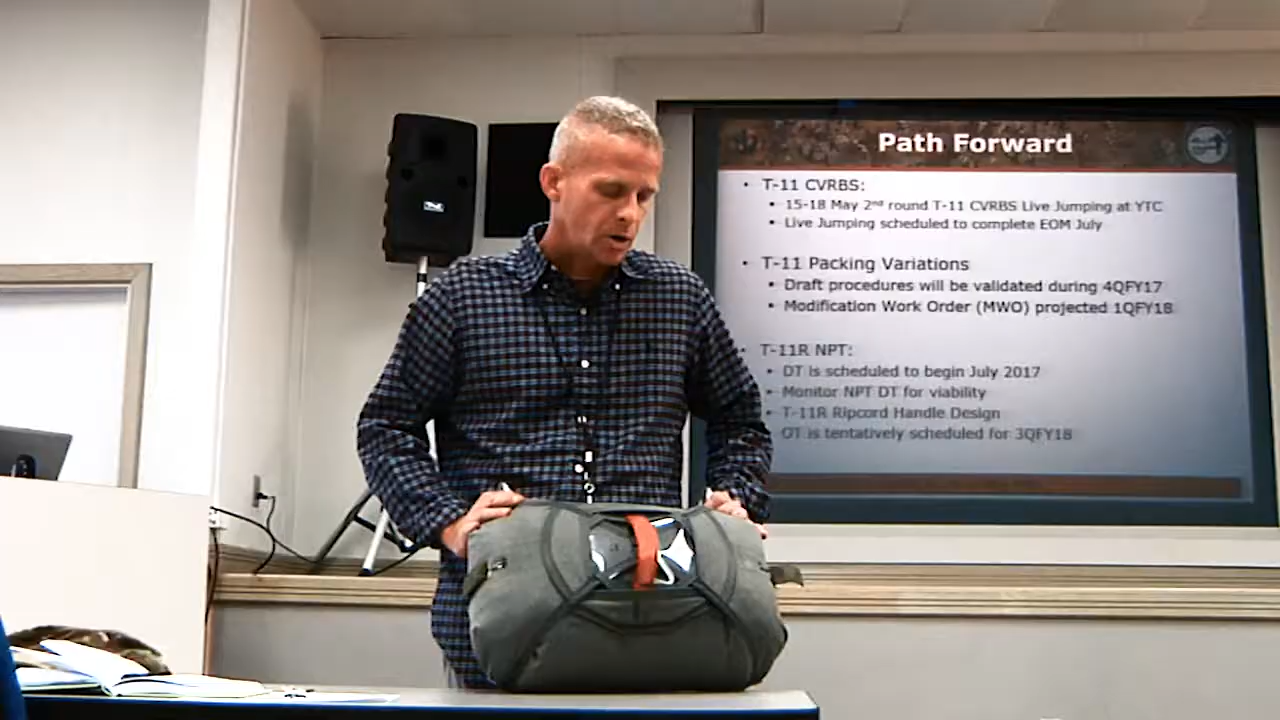 Path Forward
• T-11 CVRBS:
• 15-18 May 2nd round T-11 CVRBS Live Jumping at YTC
• Live Jumping scheduled to complete EOM July
• T-11 Packing Variations
• Draft procedures will be validated during 4QFY17
• Modification Work Order (MWO) projected 1QFY18
• T-11R NPT:
• DT is scheduled to begin July 2017
• Monitor NPT DT for viability
• T-11R Ripcord Handle Design
• OT is tentatively scheduled for 3QFY18